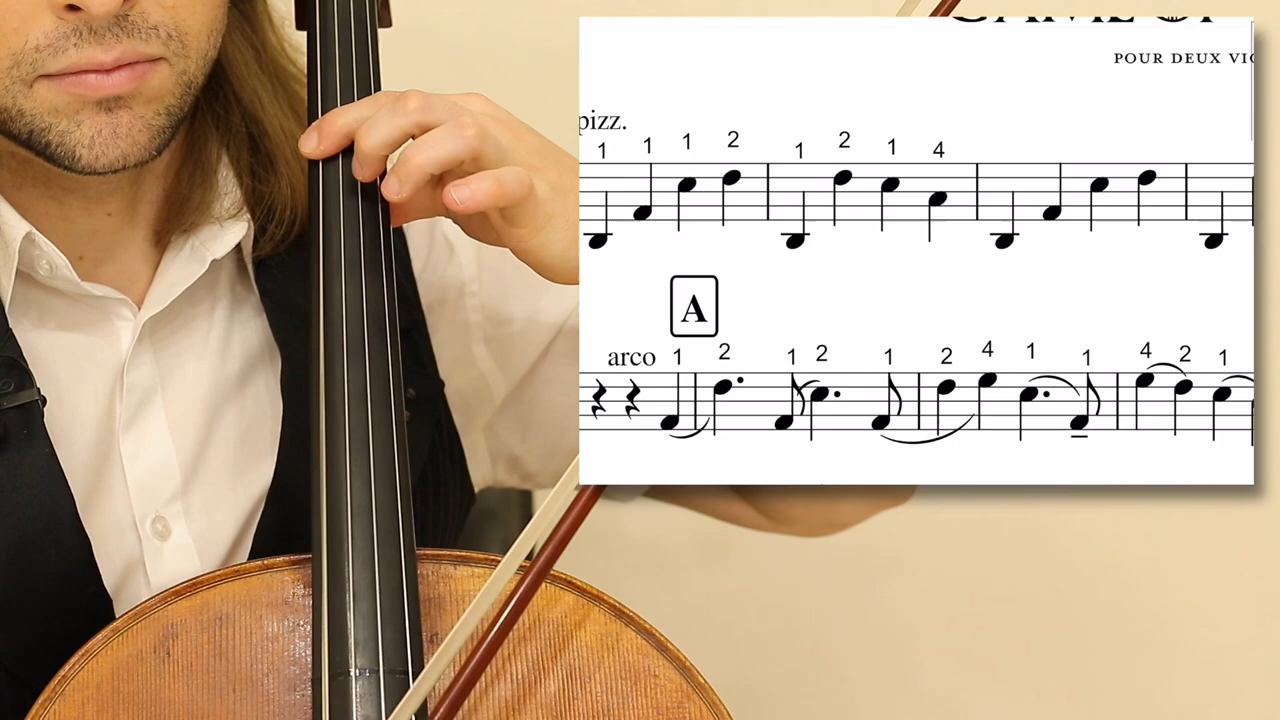 POUR DEUX VIO
pizz.
1 1 1 2 1 2 1 4
A
arco 1 2 1 2 1 2 4 1 1 4 2 1